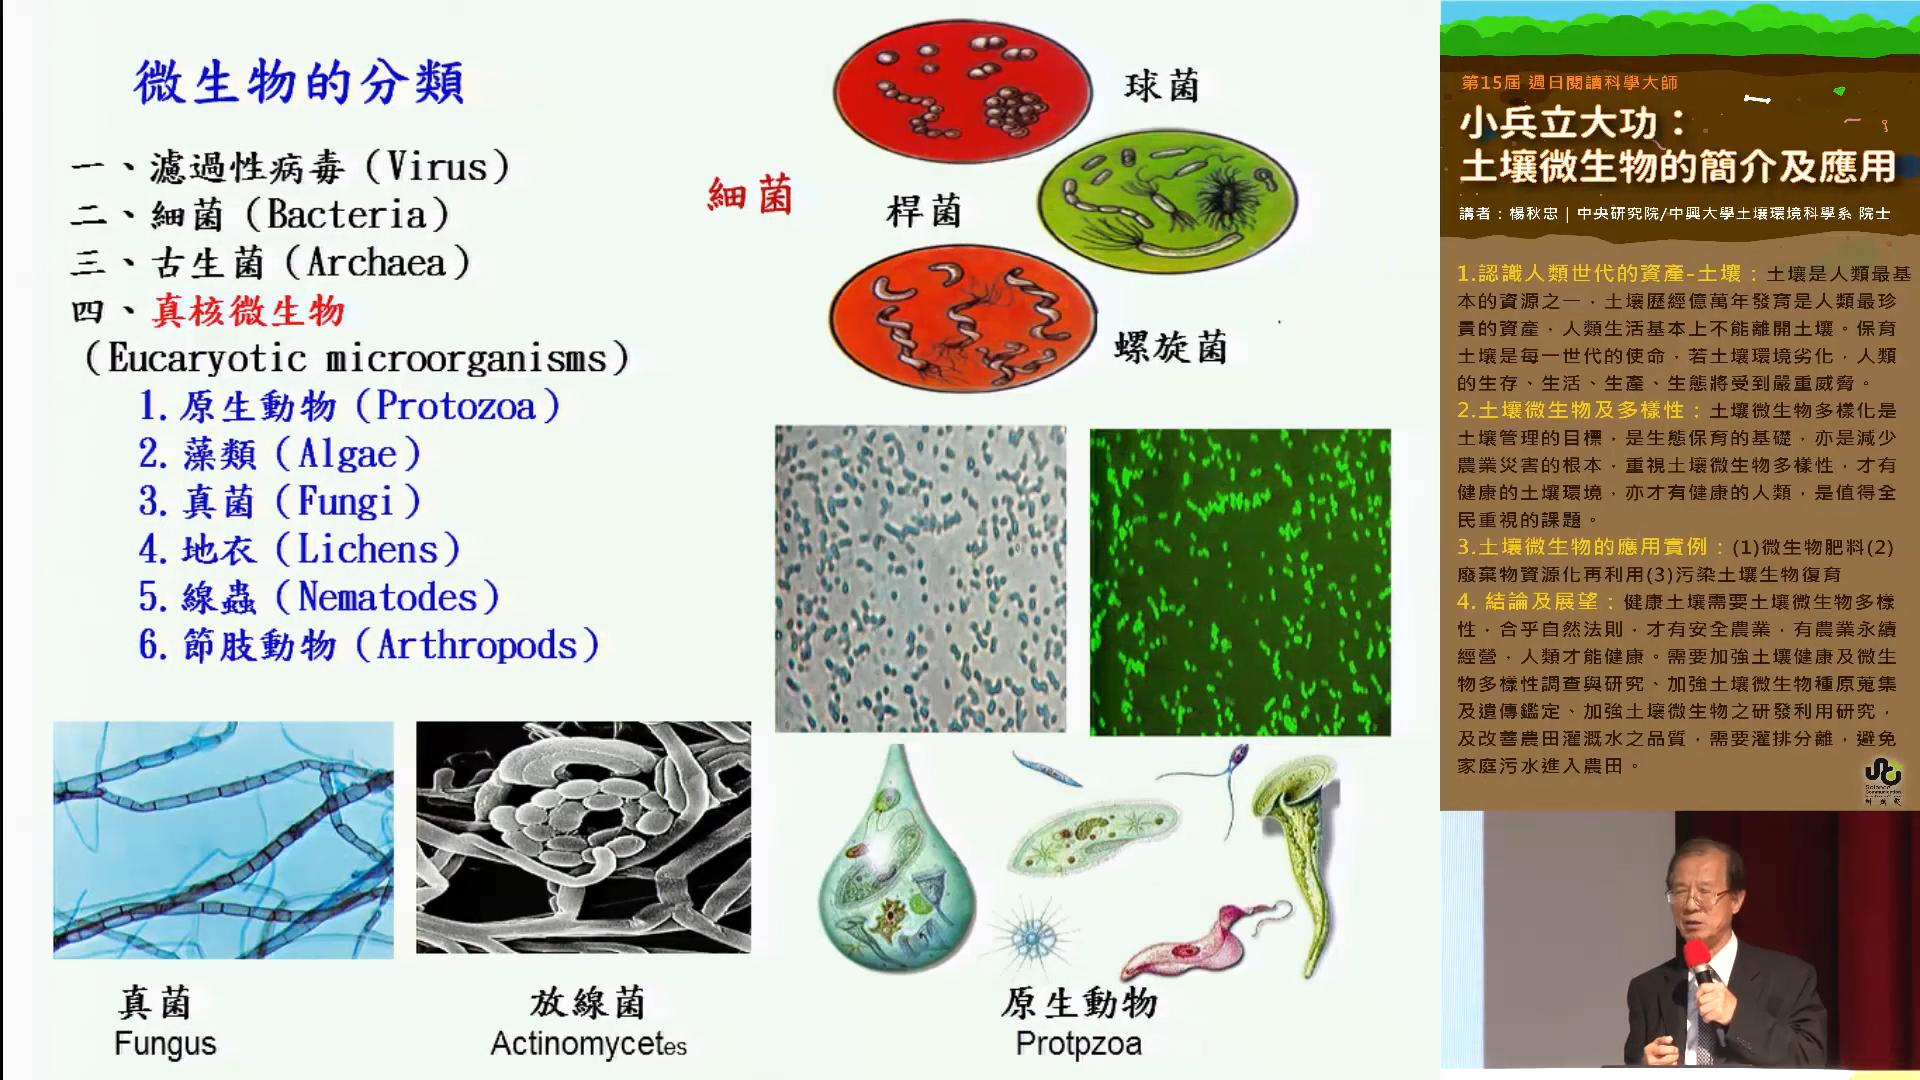 微生物的分類
一、濾過性病毒（Virus）
二、細菌（Bacteria）
三、古生菌（Archaea）
四、真核微生物
（Eucaryotic microorganisms）
1. 原生動物（Protozoa）
2. 藻類（Algae）
3. 真菌（Fungi）
4. 地衣（Lichens）
5. 線蟲（Nematodes）
6. 節肢動物（Arthropods）
細菌
球菌
桿菌
螺旋菌
真菌
Fungus
放線菌
Actinomycetes
原生動物
Protpzoa
第15屆 週日閱讀科學大師
小兵立大功：
土壤微生物的簡介及應用
講者：楊秋忠 | 中央研究院/中興大學土壤環境科學系 院士
1.認識人類世代的資產-土壤：土壤是人類最基
本的資源之一，土壤歷經億萬年發育是人類最珍
貴的資產，人類生活基本上不能離開土壤。保育
土壤是每一世代的使命，若土壤環境劣化，人類
的生存、生活、生產、生態將受到嚴重威脅。
2.土壤微生物及多樣性：土壤微生物多樣化是
土壤管理的目標，是生態保育的基礎，亦是減少
農業災害的根本，重視土壤微生物多樣性，才有
健康的土壤環境，亦才有健康的人類，是值得全
民重視的課題。
3.土壤微生物的應用實例：(1)微生物肥料(2)
廢棄物資源化再利用(3)污染土壤生物復育
4. 結論及展望：健康土壤需要土壤微生物多樣
性，合乎自然法則，才有安全農業，有農業永續
經營，人類才能健康。需要加強土壤健康及微生
物多樣性調查與研究、加強土壤微生物種原蒐集
及遺傳鑑定、加強土壤微生物之研發利用研究，
及改善農田灌溉水之品質，需要灌排分離，避免
家庭污水進入農田。
Science
Communication